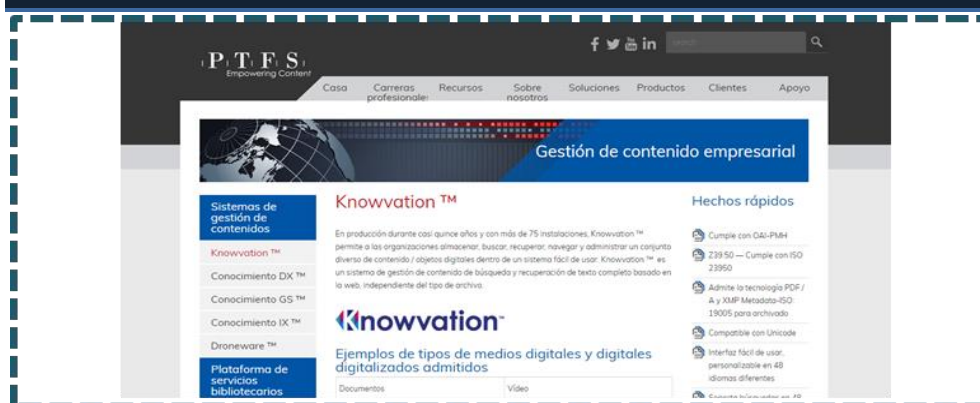 P T F S
Empowering Content
Search
Casa
Carreras profesionales
Recursos
Sobre nosotros
Soluciones
Productos
Clientes
Apoyo
Gestión de contenido empresarial
Sistemas de
gestión de
contenidos
Knowvation ™
Conocimiento DX ™
Conocimiento GS ™
Conocimiento IX ™
Droneware ™
Plataforma de
servicios
bibliotecarios
Knowvation ™
En producción durante casi quince años y con más de 75 instalaciones, Knowvation ™
permite a las organizaciones almacenar, buscar, recuperar, navegar y administrar un conjunto
diverso de contenido / objetos digitales dentro de un sistema fácil de usar. Knowvation ™ es
un sistema de gestión de contenido de búsqueda y recuperación de texto completo basado en
la web, independiente del tipo de archivo.
Knowvation™
Ejemplos de tipos de medios digitales y digitales
digitalizados admitidos
Documentos
Vídeo
Hechos rápidos
Cumple con OAI-PMH
Z39.50 — Cumple con ISO
23950
Admite la tecnología PDF /
A y XMP Metadata-ISO
19005 para archivado
Compatible con Unicode
Interfaz fácil de usar,
personalizable en 48
idiomas diferentes